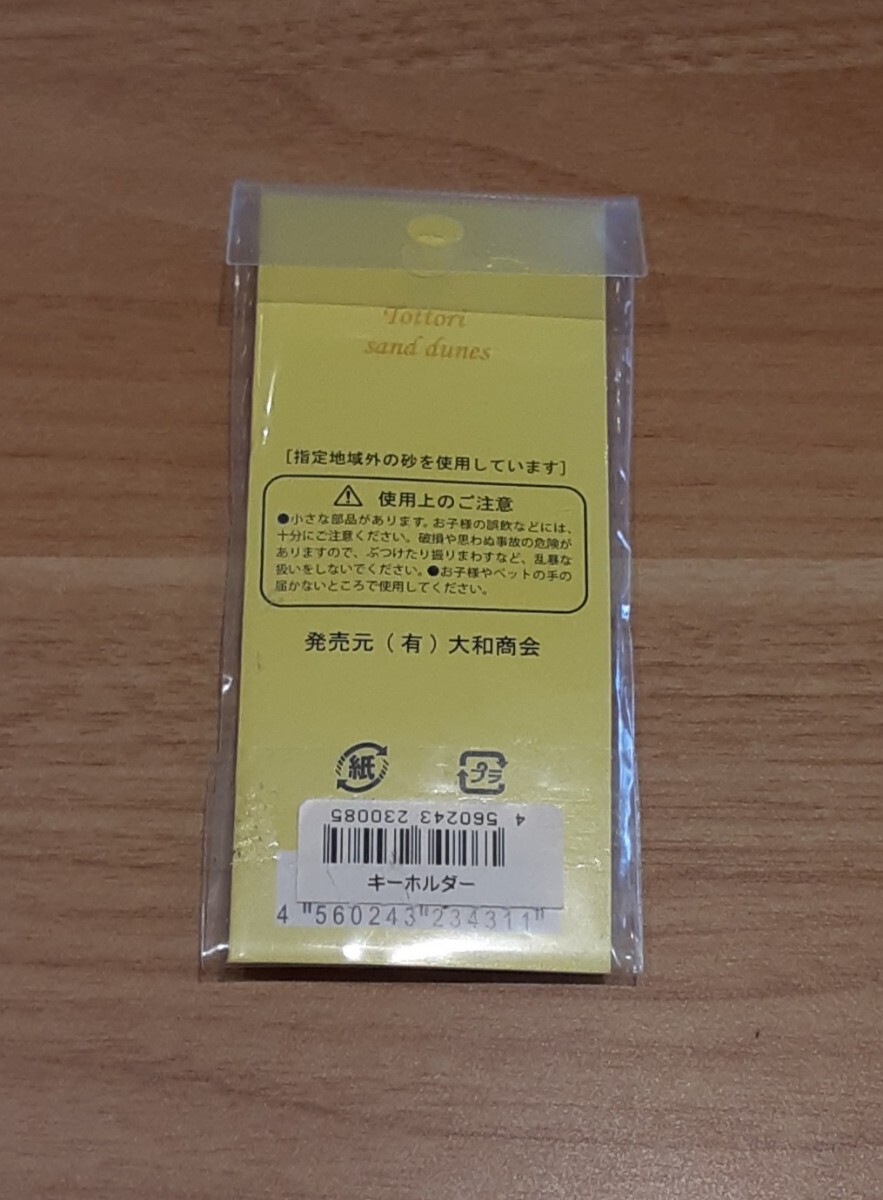 Tottori
sand dunes
[指定地域外の砂を使用しています]
⚠ 使用上のご注意
●小さな部品があります。お子様の誤飲などには、
十分にご注意ください。破損や思わぬ事故の危険が
ありますので、ぶつけたり振りまわすなど、乱暴な
扱いをしないでください。●お子様やペットの手の
届かないところで使用してください。
発売元(有)大和商会
紙 プラ
4 560243 230085
キーホルダー
4 "560243"234311"